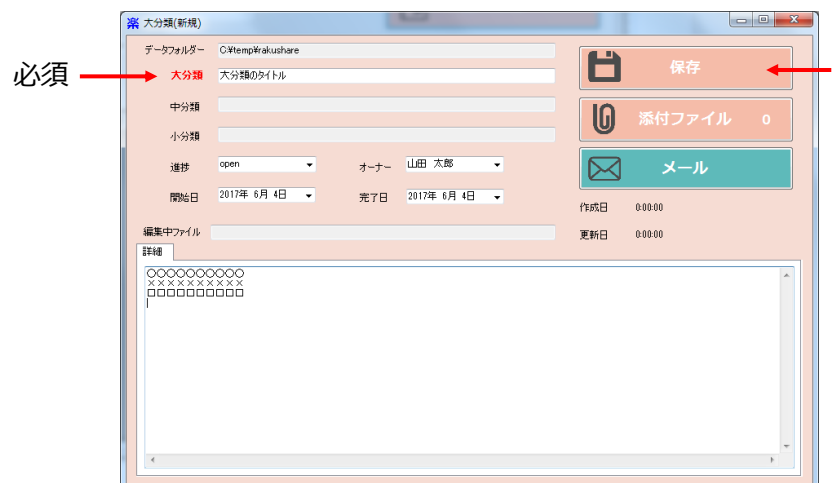 大分類(新規)
データフォルダー C:¥temp¥rakushare
必須
大分類 大分類のタイトル
保存
中分類
添付ファイル 0
小分類
進捗 open オーナー 山田 太郎
メール
開始日 2017年 6月 4日 完了日 2017年 6月 4日
作成日 0:00:00
編集中ファイル
更新日 0:00:00
詳細
○○○○○○○○○○
××××××××××
□□□□□□□□□□